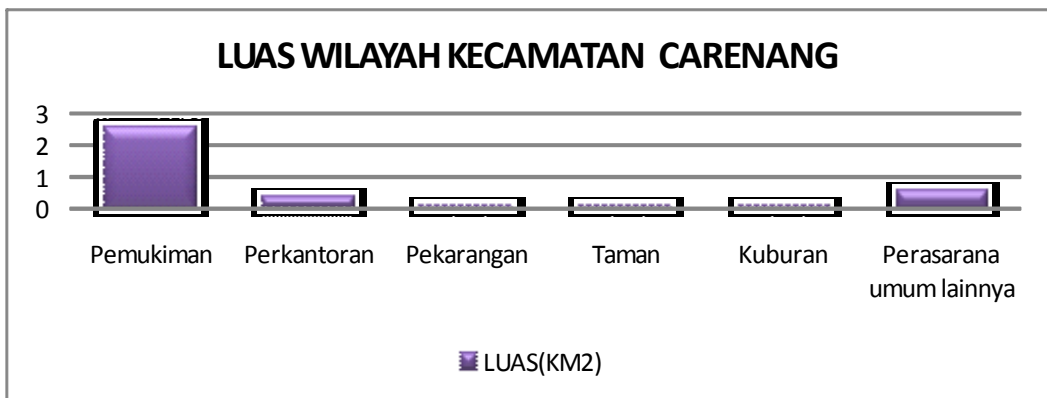 LUAS WILAYAH KECAMATAN CARENANG
3
2
1
0
Pemukiman Perkantoran Pekarangan Taman Kuburan Perasarana
umum lainnya
LUAS(KM2)